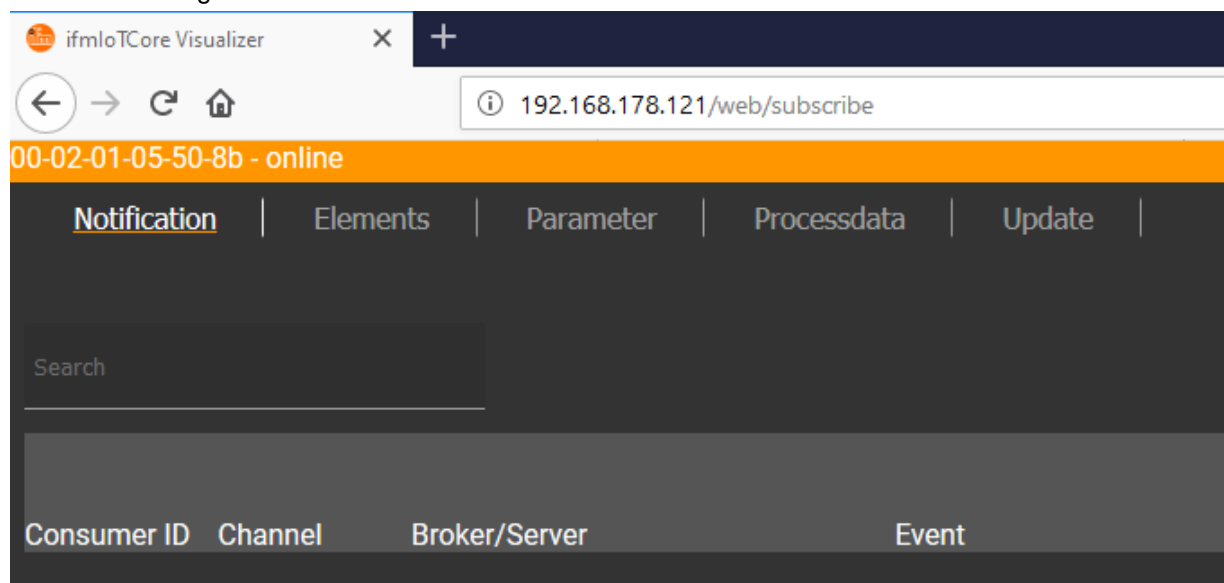 ifmIoTCore Visualizer
192.168.178.121/web/subscribe
00-02-01-05-50-8b - online
Notification | Elements | Parameter | Processdata | Update |
Search
Consumer ID Channel Broker/Server Event